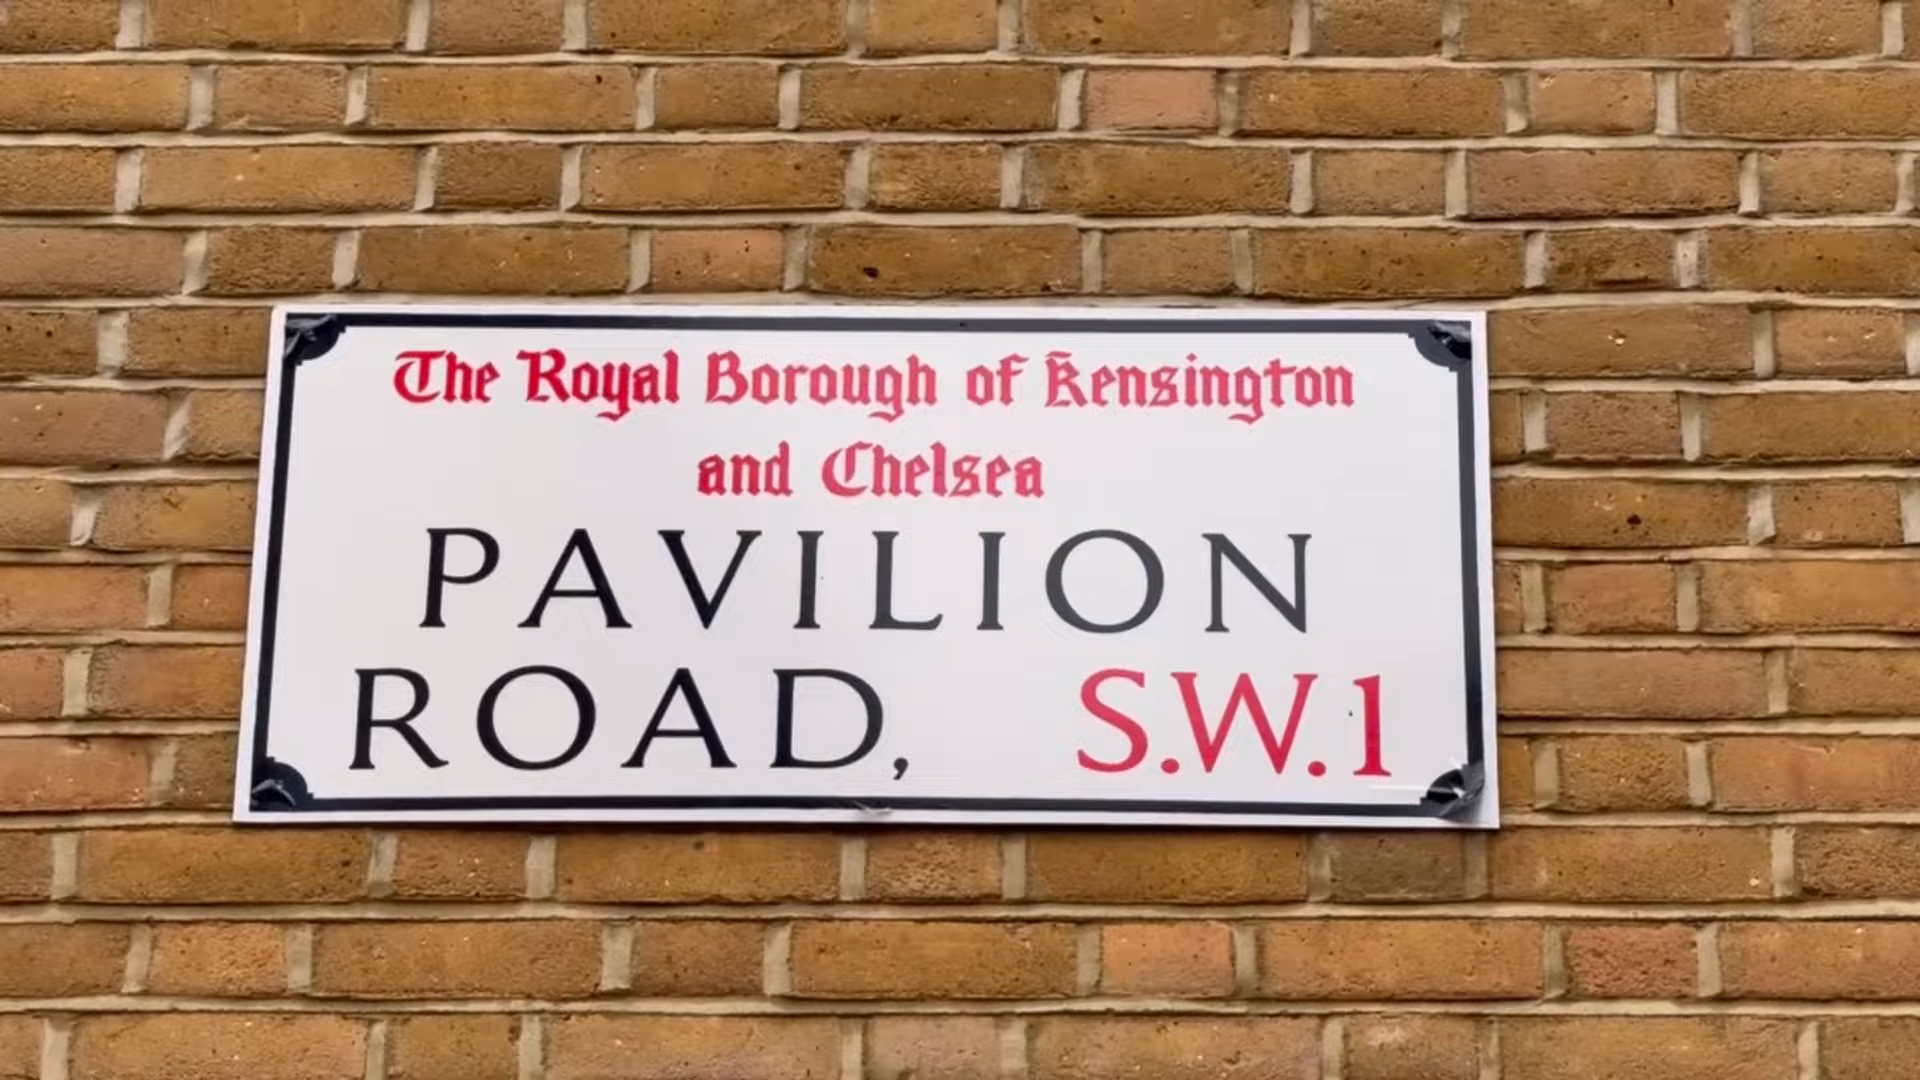 The Royal Borough of Kensington
and Chelsea
PAVILION
ROAD, S.W.1